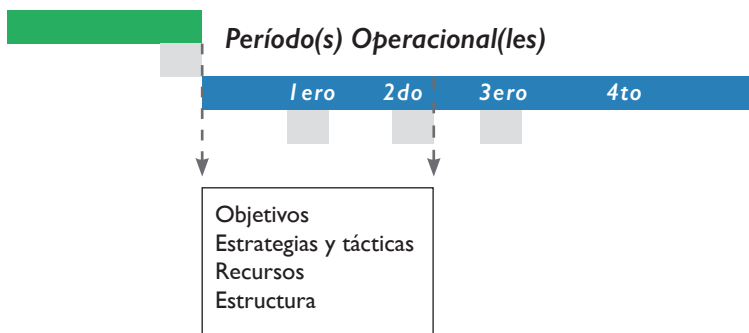 Período(s) Operacional(les)
1ero 2do 3ero 4to
Objetivos
Estrategias y tácticas
Recursos
Estructura